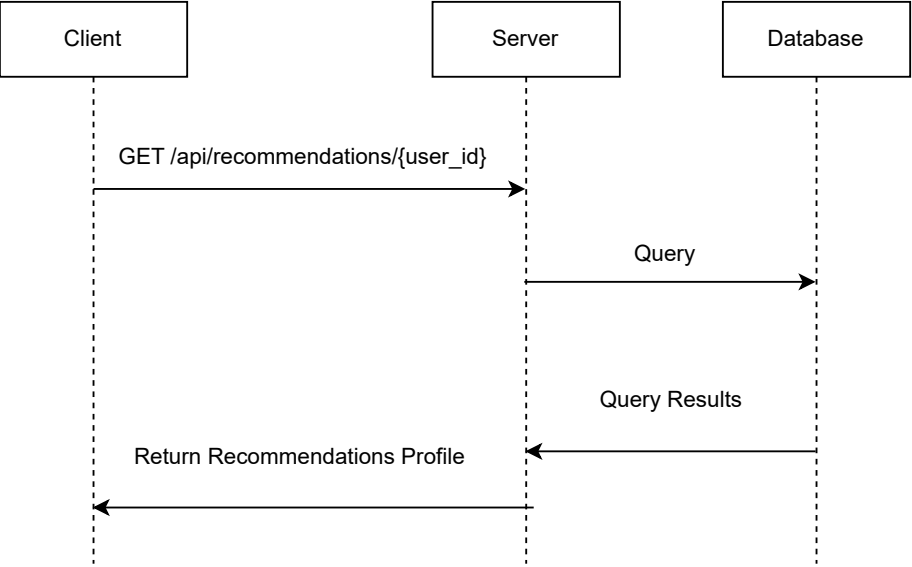 Client
Server
Database
GET /api/recommendations/{user_id}
Query
Query Results
Return Recommendations Profile